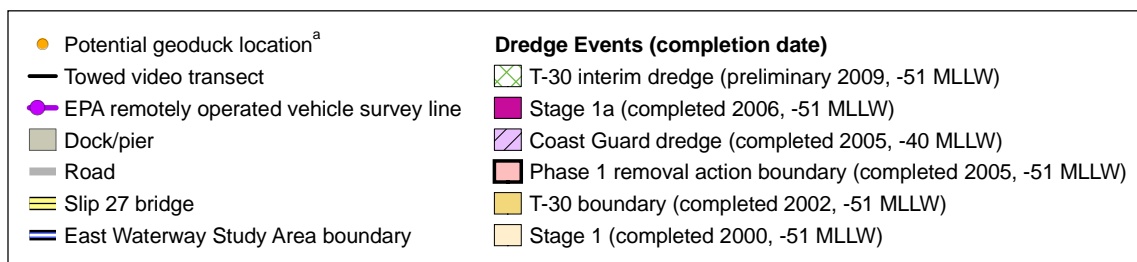 Potential geoduck location^a
Towed video transect
EPA remotely operated vehicle survey line
Dock/pier
Road
Slip 27 bridge
East Waterway Study Area boundary
Dredge Events (completion date)
T-30 interim dredge (preliminary 2009, -51 MLLW)
Stage 1a (completed 2006, -51 MLLW)
Coast Guard dredge (completed 2005, -40 MLLW)
Phase 1 removal action boundary (completed 2005, -51 MLLW)
T-30 boundary (completed 2002, -51 MLLW)
Stage 1 (completed 2000, -51 MLLW)